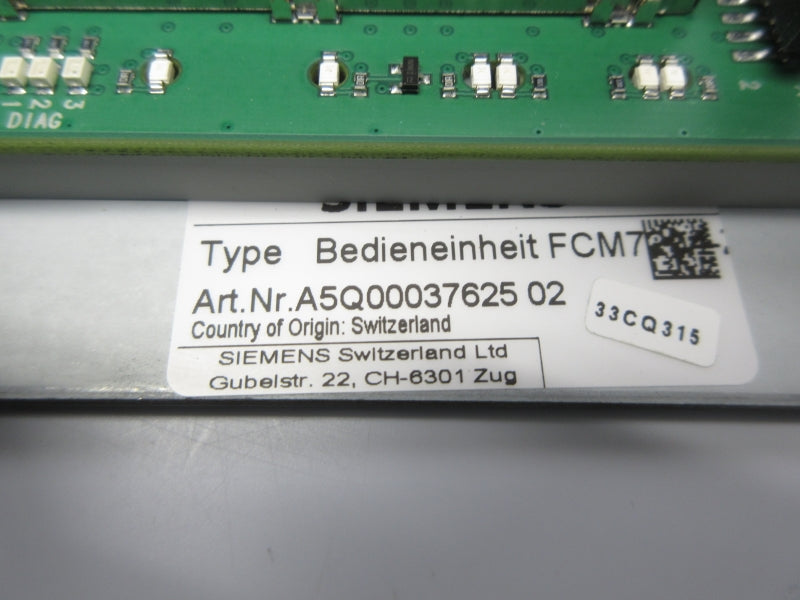 1 2 3
DIAG
SIEMENS
Type Bedieneinheit FCM7
Art.Nr.A5Q00037625 02
Country of Origin: Switzerland
33CQ315
SIEMENS Switzerland Ltd
Gubelstr. 22, CH-6301 Zug